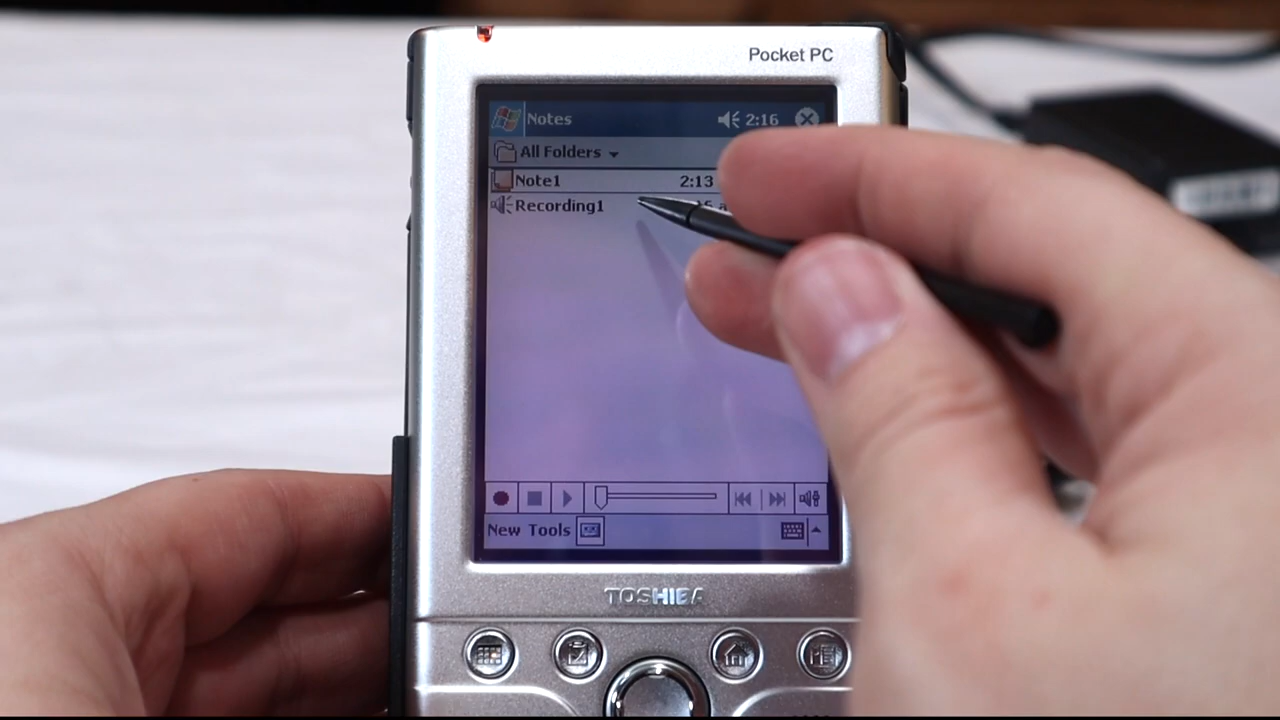 Pocket PC
Notes 2:16
All Folders
Note1 2:13
Recording1
New Tools
TOSHIBA